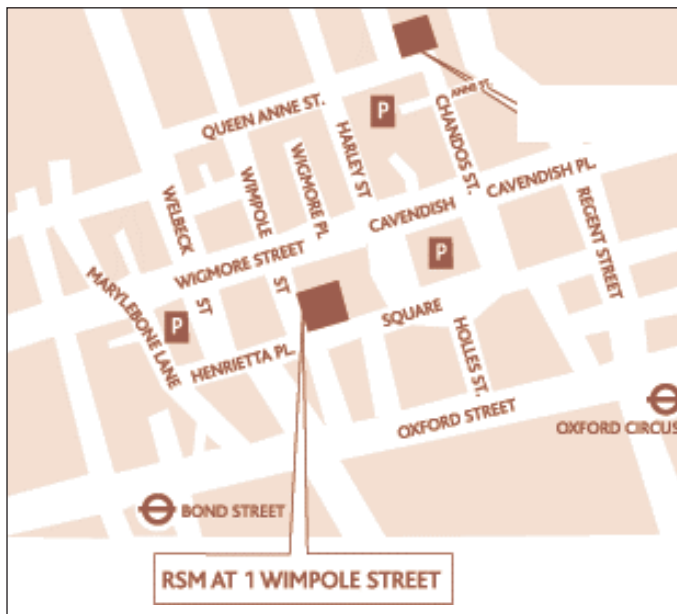 QUEEN ANNE ST.
P
HARLEY ST
ANNE ST.
CHANDOS ST.
WIGMORE PL
WIMPOLE
ST
WELBECK
ST
CAVENDISH
CAVENDISH PL.
REGENT STREET
WIGMORE STREET
P
MARYLEBONE LANE
P
SQUARE
HENRIETTA PL.
HOLLES ST.
OXFORD STREET
OXFORD CIRCUS
BOND STREET
RSM AT 1 WIMPOLE STREET